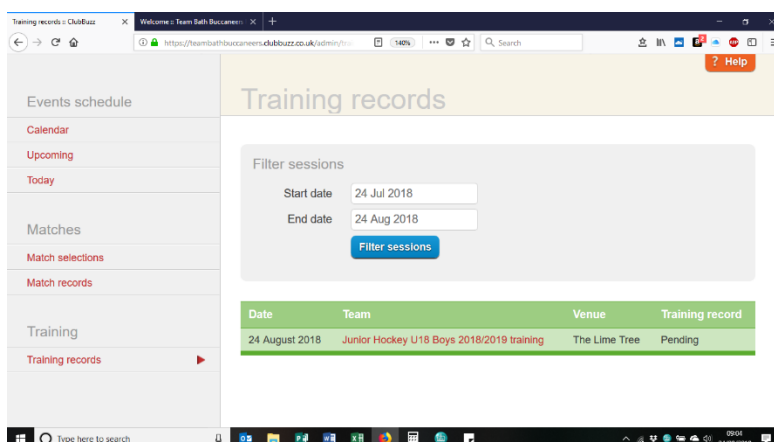 Training records :: ClubBuzz
Welcome :: Team Bath Buccaneers
https://teambathbuccaneers.clubbuzz.co.uk/admin/
140%
Search
? Help
Training records
Events schedule
Calendar
Upcoming
Today
Matches
Match selections
Match records
Training
Training records
Filter sessions
Start date 24 Jul 2018
End date 24 Aug 2018
Filter sessions
Date Team Venue Training record
24 August 2018 Junior Hockey U18 Boys 2018/2019 training The Lime Tree Pending
Type here to search
09:04